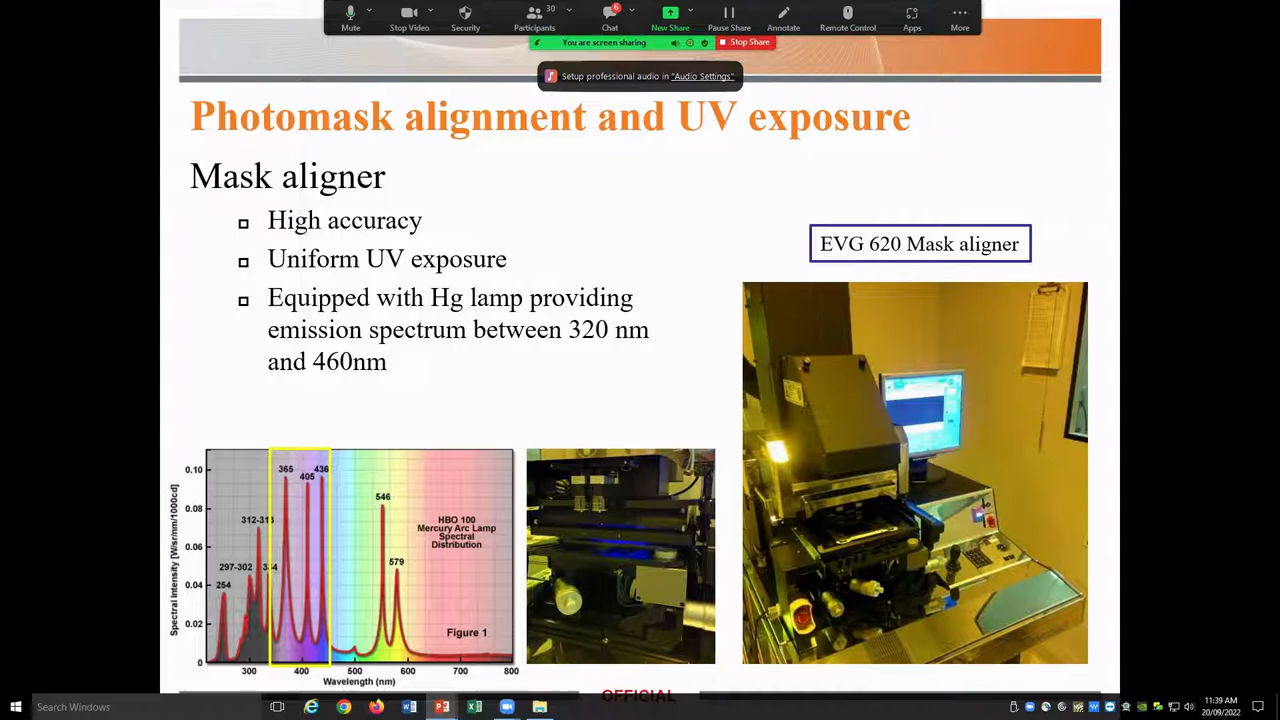 30
6
Mute
Stop Video
Security
Participants
Chat
New Share
Pause Share
Annotate
Remote Control
Apps
More
You are screen sharing
Stop Share
Setup professional audio in "Audio Settings"
Photomask alignment and UV exposure
Mask aligner
High accuracy
Uniform UV exposure
Equipped with Hg lamp providing
emission spectrum between 320 nm
and 460nm
EVG 620 Mask aligner
Spectral Intensity [W/sr/nm/1000cd]
0.10
0.08
0.06
0.04
0.02
0
254
297-302
365
405
436
546
579
HBO 100
Mercury Arc Lamp
Spectral
Distribution
Figure 1
300
400
500
600
700
800
Wavelength (nm)
OFFICIAL
Search Windows
11:39 AM
20/09/2022